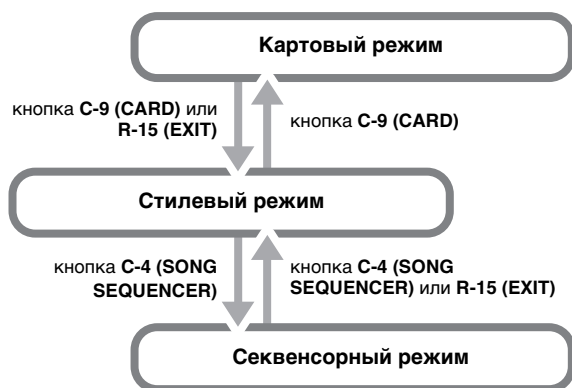 Картовый режим
кнопка C-9 (CARD) или
R-15 (EXIT)
кнопка C-9 (CARD)
Стилевый режим
кнопка C-4 (SONG
SEQUENCER)
кнопка C-4 (SONG
SEQUENCER) или R-15 (EXIT)
Секвенсорный режим